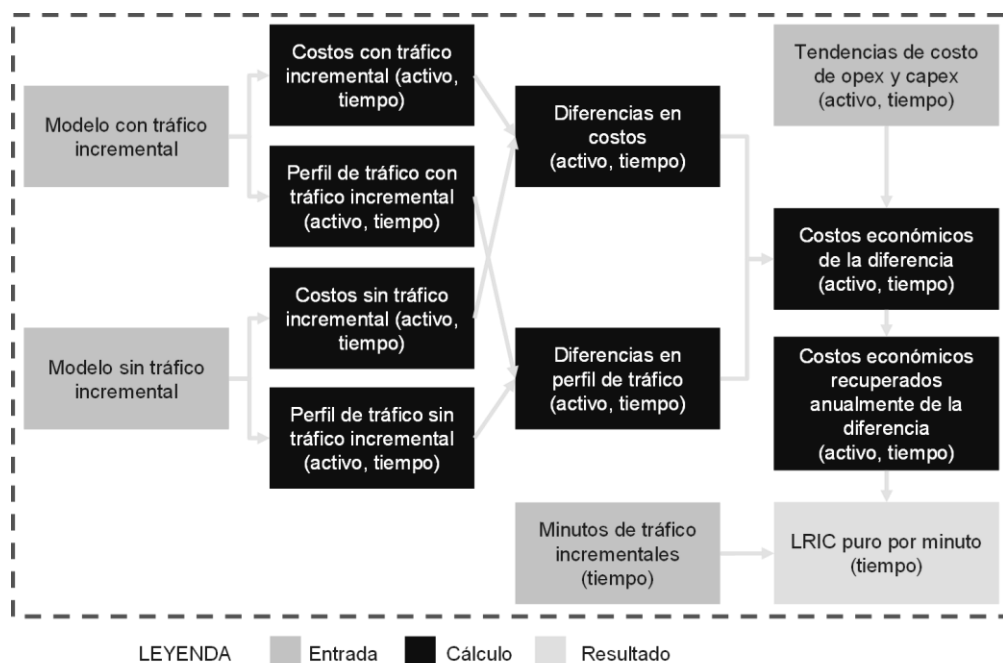 Modelo con tráfico
incremental
Modelo sin tráfico
incremental
Costos con tráfico
incremental (activo,
tiempo)
Perfil de tráfico con
tráfico incremental
(activo, tiempo)
Costos sin tráfico
incremental (activo,
tiempo)
Perfil de tráfico sin
tráfico incremental
(activo, tiempo)
Diferencias en
costos
(activo, tiempo)
Diferencias en
perfil de tráfico
(activo, tiempo)
Minutos de tráfico
incrementales
(tiempo)
Tendencias de costo
de opex y capex
(activo, tiempo)
Costos económicos
de la diferencia
(activo, tiempo)
Costos económicos
recuperados
anualmente de la
diferencia
(activo, tiempo)
LRIC puro por minuto
(tiempo)
LEYENDA
Entrada
Cálculo
Resultado